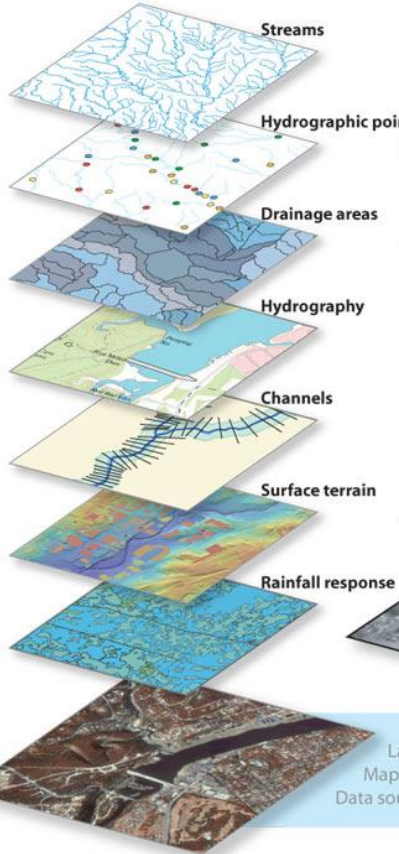 Streams
Hydrographic poi
Drainage areas
Hydrography
Channels
Surface terrain
Rainfall response
La
Map
Data sou